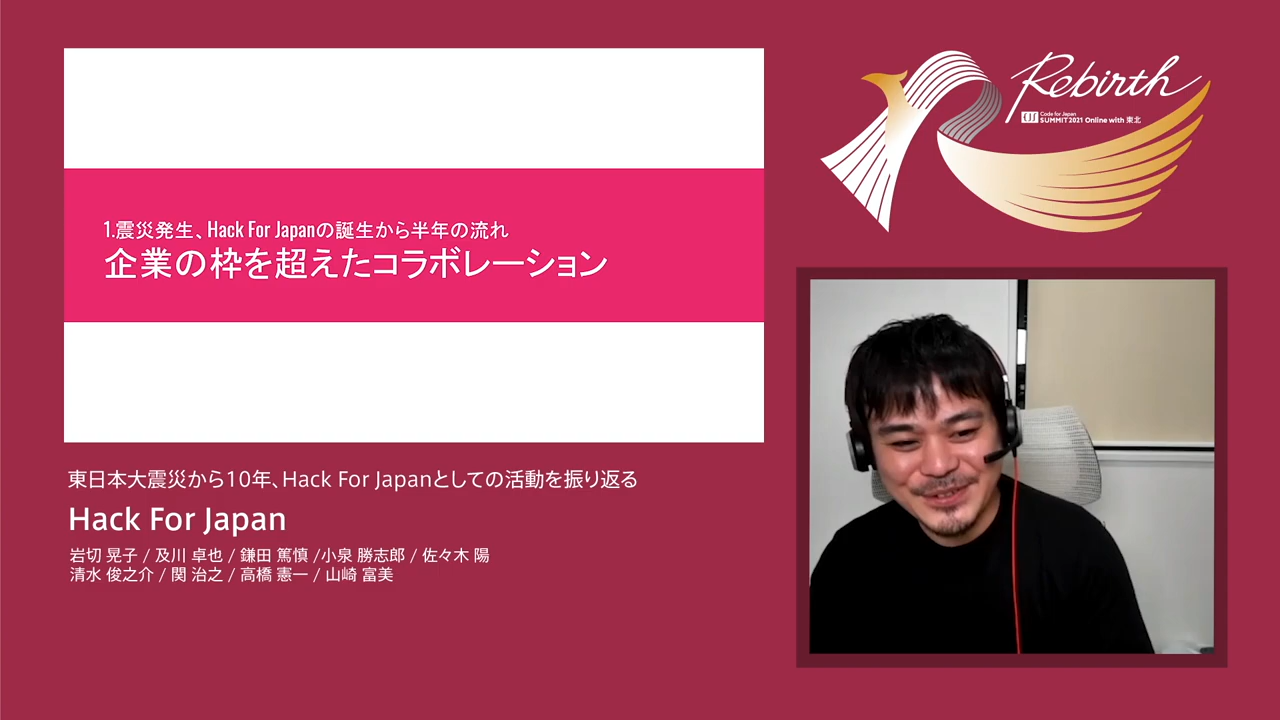 1.震災発生、Hack For Japanの誕生から半年の流れ
企業の枠を超えたコラボレーション
Rebirth
Code for Japan
SUMMIT2021 Online with 東北
東日本大震災から10年、Hack For Japanとしての活動を振り返る
Hack For Japan
岩切 晃子 / 及川 卓也 / 鎌田 篤慎 /小泉 勝志郎 / 佐々木 陽
清水 俊之介 / 関 治之 / 高橋 憲一 / 山崎 富美